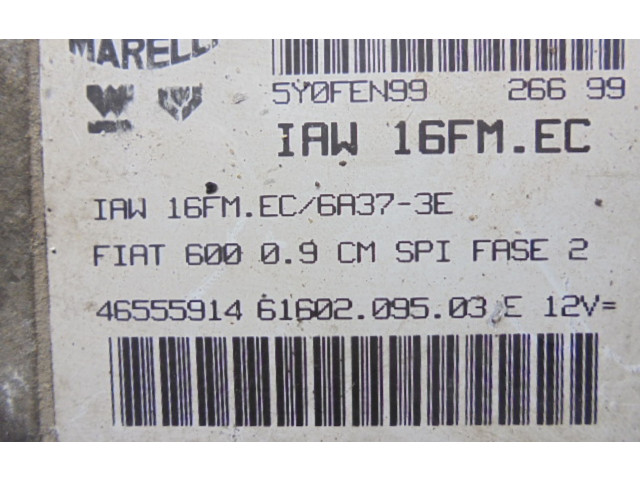 MARELLI
5Y0FEN99 266 99
IAW 16FM.EC
IAW 16FM.EC/6A37-3E
FIAT 600 0.9 CM SPI FASE 2
46555914 61602.095.03 E 12V=